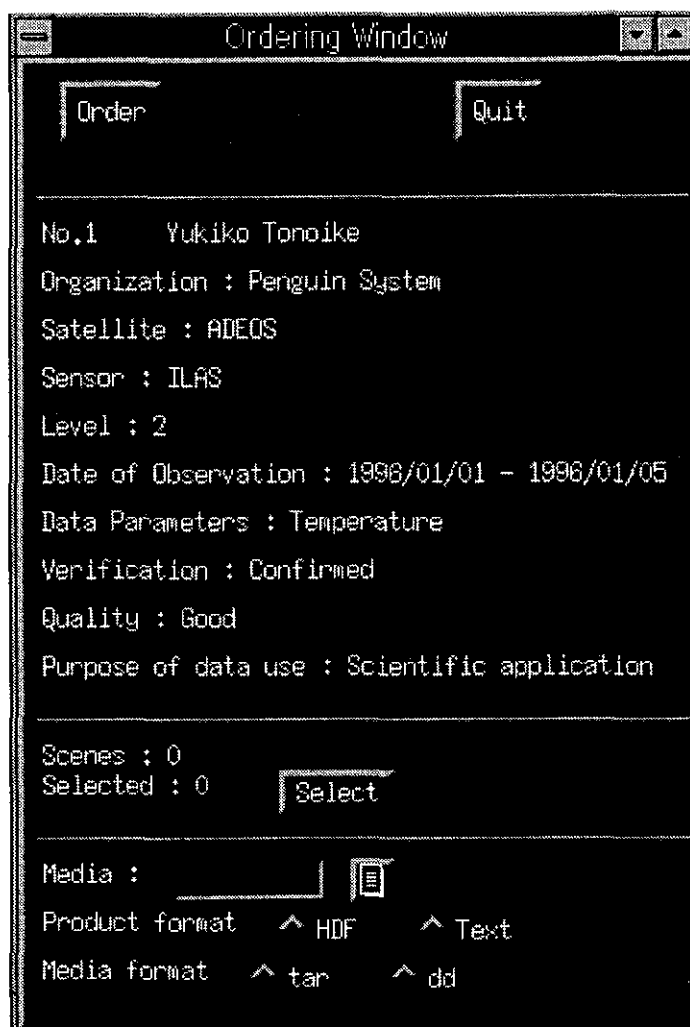 Ordering Window
Order Quit
No.1 Yukiko Tonoike
Organization : Penguin System
Satellite : ADEOS
Sensor : ILAS
Level : 2
Date of Observation : 1996/01/01 - 1996/01/05
Data Parameters : Temperature
Verification : Confirmed
Quality : Good
Purpose of data use : Scientific application
Scenes : 0
Selected : 0 Select
Media :
Product format ^ HDF ^ Text
Media format ^ tar ^ dd